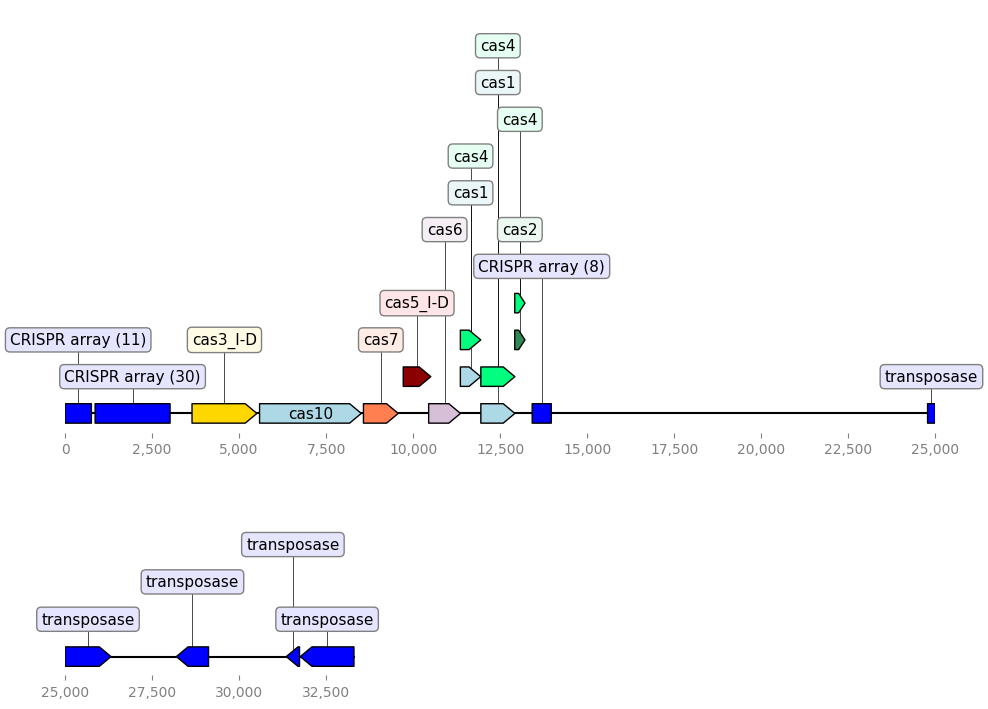 cas4
cas1
cas4
cas4
cas1
cas6
cas2
CRISPR array (8)
cas5_I-D
CRISPR array (11)
cas3_I-D
cas7
CRISPR array (30)
transposase
cas10
0
2,500
5,000
7,500
10,000
12,500
15,000
17,500
20,000
22,500
25,000
transposase
transposase
transposase
transposase
25,000
27,500
30,000
32,500